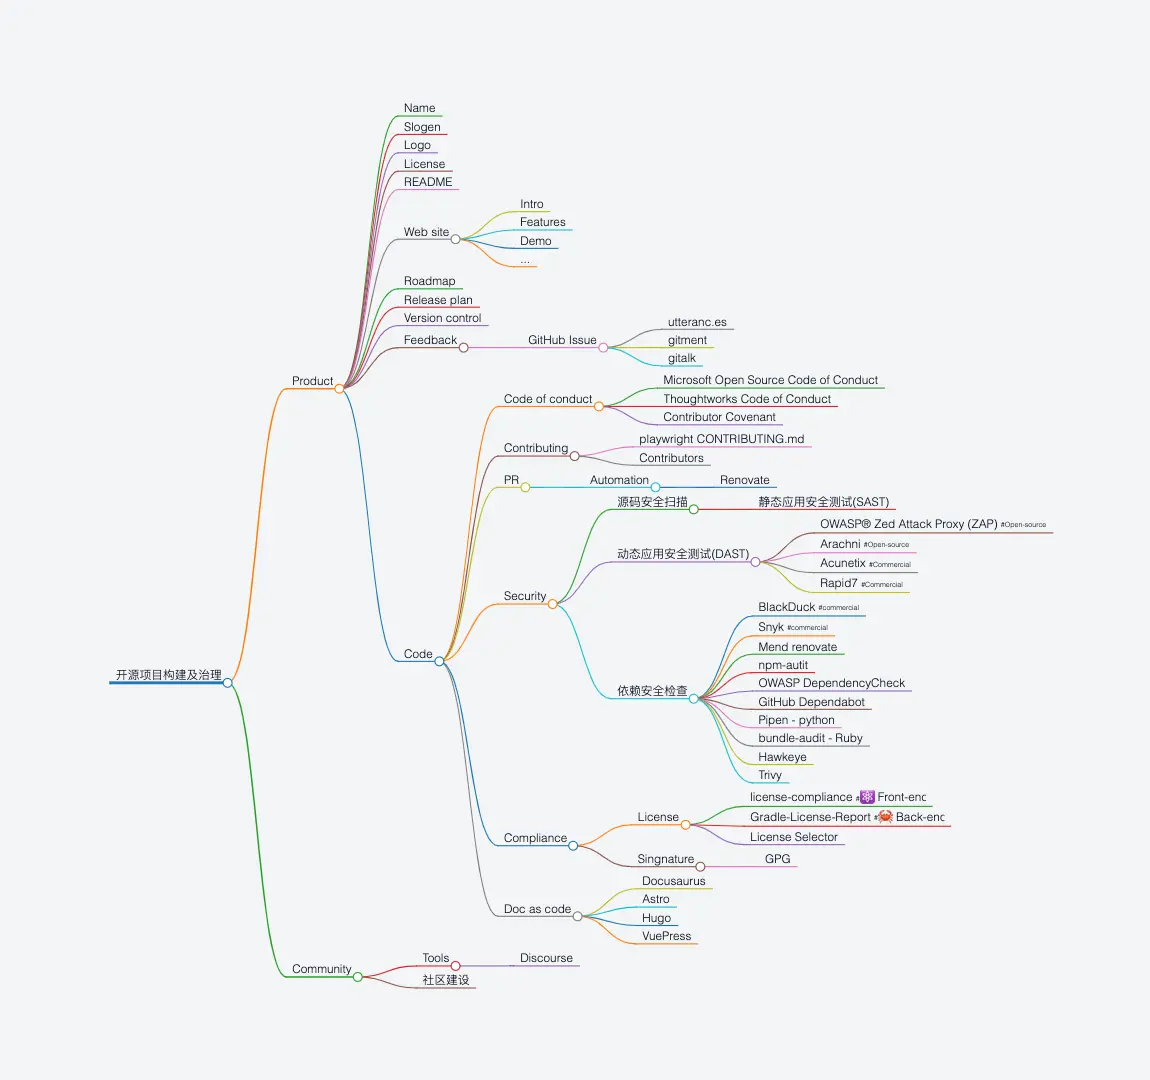 Name
Slogen
Logo
License
README
Intro
Features
Web site
Demo
...
Roadmap
Release plan
Version control
Feedback
GitHub Issue
utteranc.es
gitment
gitalk
Product
Microsoft Open Source Code of Conduct
Code of conduct
Thoughtworks Code of Conduct
Contributor Covenant
Contributing
playwright CONTRIBUTING.md
Contributors
PR
Automation
Renovate
源码安全扫描
静态应用安全测试(SAST)
OWASP® Zed Attack Proxy (ZAP) #Open-source
Arachni #Open-source
动态应用安全测试(DAST)
Acunetix #Commercial
Rapid7 #Commercial
Security
BlackDuck #commercial
Snyk #commercial
Mend renovate
npm-autit
OWASP DependencyCheck
依赖安全检查
GitHub Dependabot
Pipen - python
bundle-audit - Ruby
Hawkeye
Trivy
Code
开源项目构建及治理
license-compliance #⚛️ Front-enc
License
Gradle-License-Report #🦀 Back-enc
License Selector
Compliance
Singnature
GPG
Docusaurus
Astro
Doc as code
Hugo
VuePress
Tools
Discourse
Community
社区建设